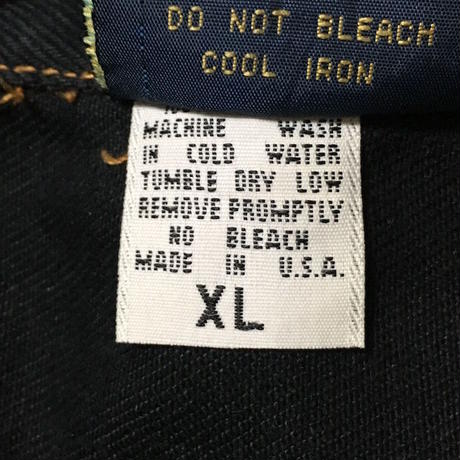 DO NOT BLEACH
COOL IRON
MACHINE WASH
IN COLD WATER
TUMBLE DRY LOW
REMOVE PROMPTLY
NO BLEACH
MADE IN U.S.A.
XL